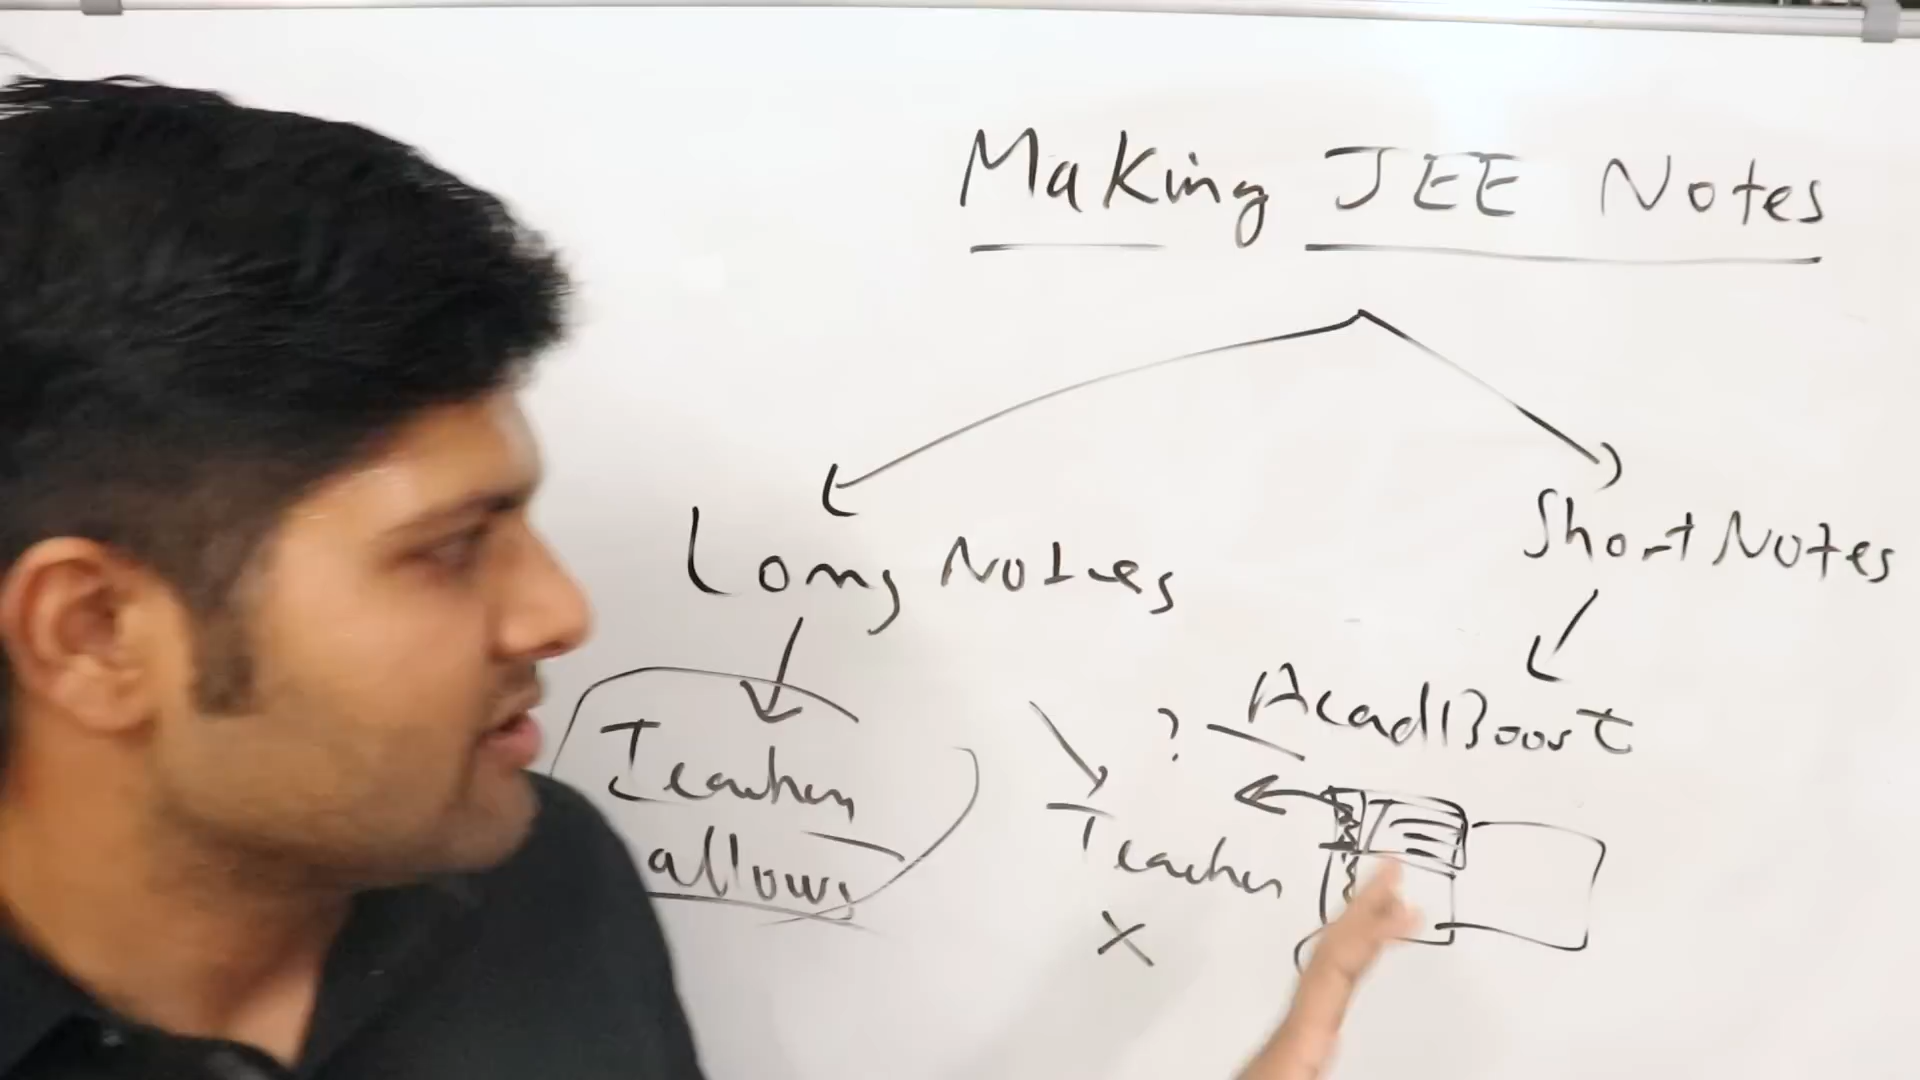 Making JEE Notes
Long Notes
Short Notes
Teacher
allows
? AcadBoost
Teacher
X